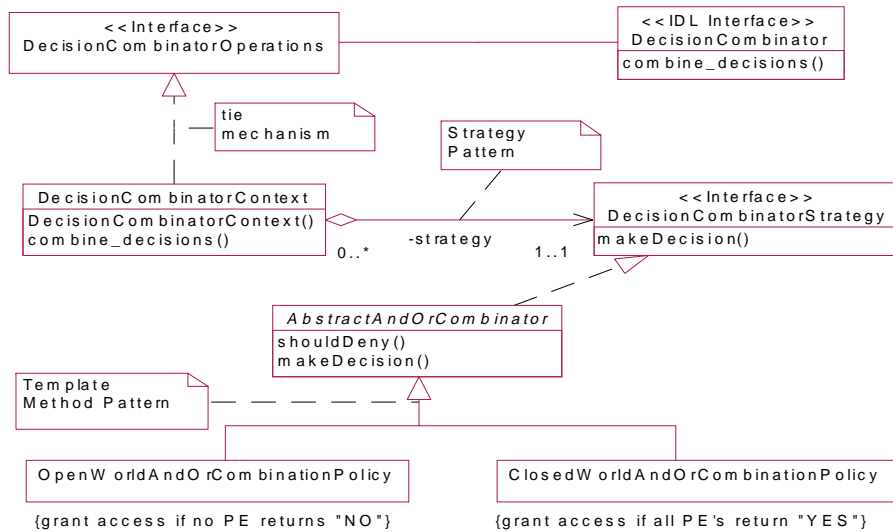 <<Interface>>
DecisionCombinatorOperations
<<IDL Interface>>
DecisionCombinator
combine_decisions()
tie
mechanism
Strategy
Pattern
DecisionCombinatorContext
DecisionCombinatorContext()
combine_decisions()
0..*
-strategy
1..1
<<Interface>>
DecisionCombinatorStrategy
makeDecision()
AbstractAndOrCombinator
shouldDeny()
makeDecision()
Template
Method Pattern
OpenWorldAndOrCombinationPolicy
ClosedWorldAndOrCombinationPolicy
{grant access if no PE returns "NO"}
{grant access if all PE's return "YES"}